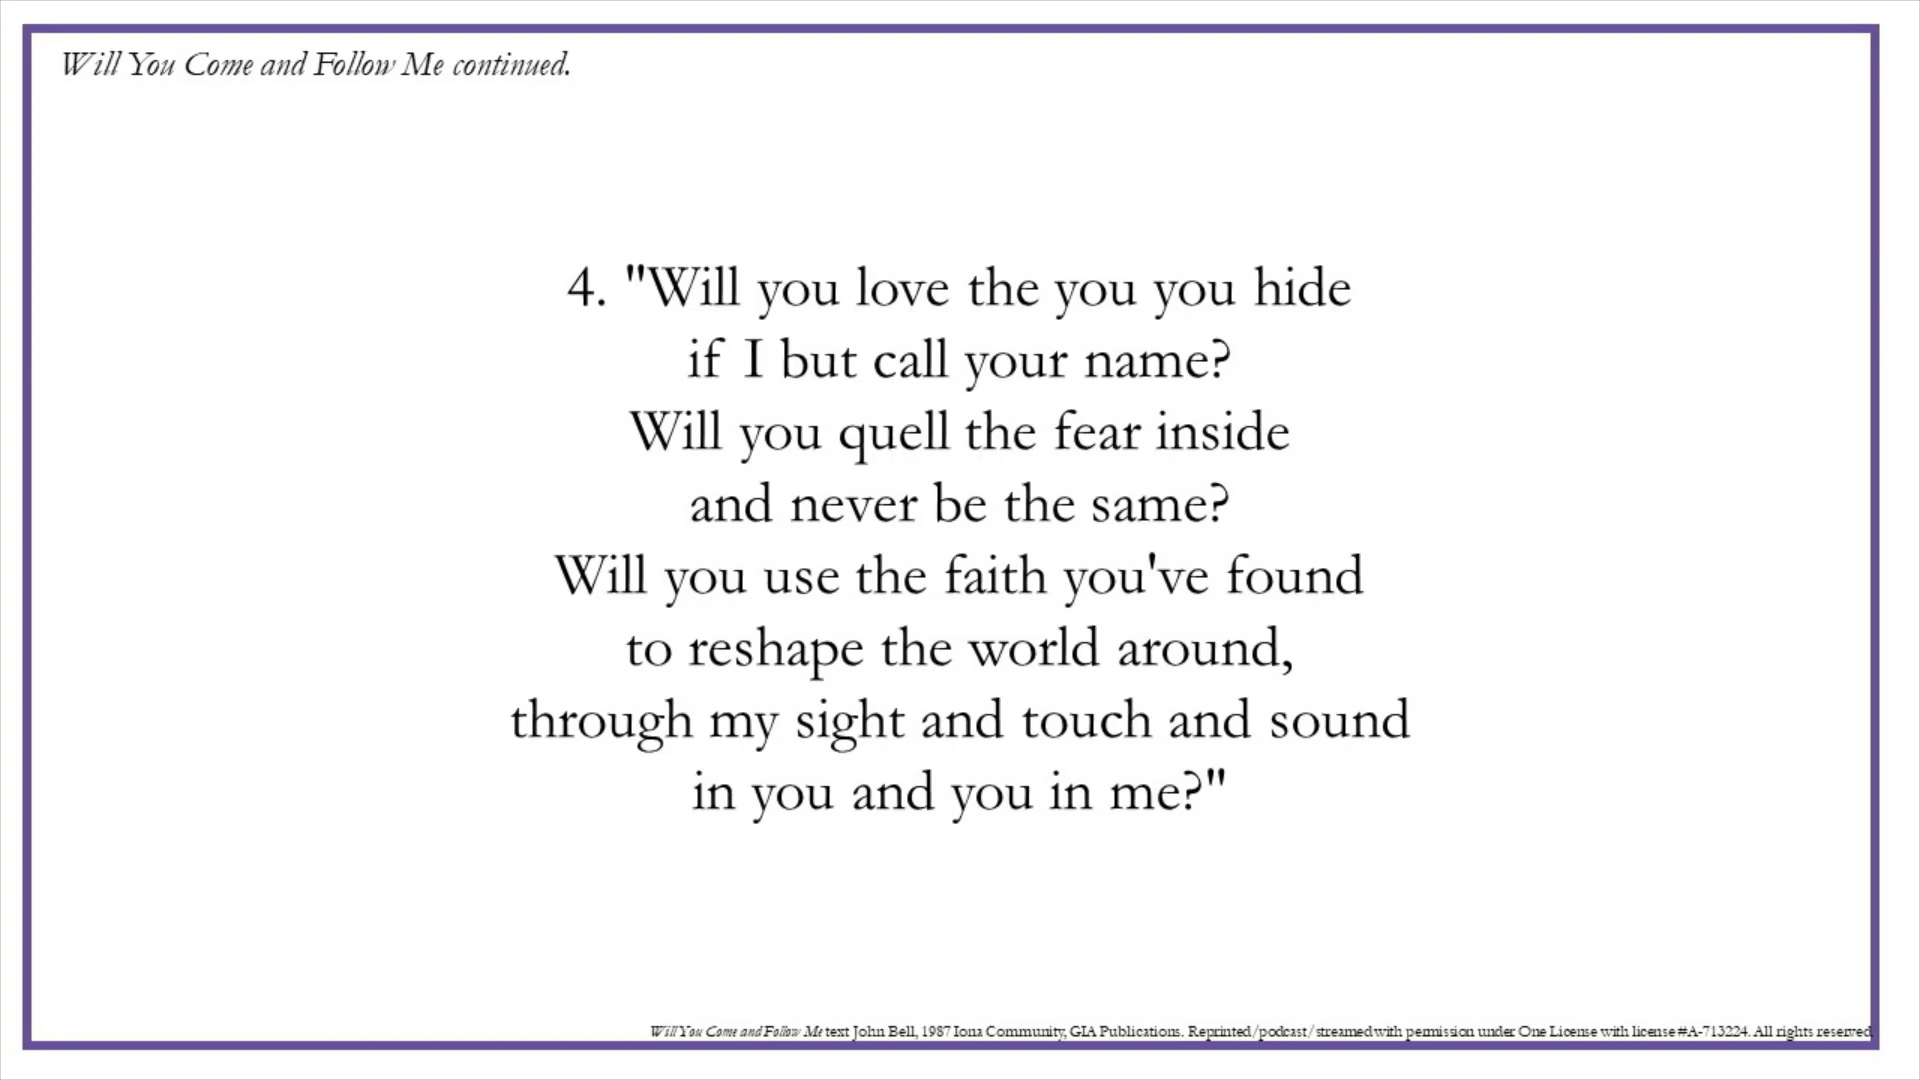 Will You Come and Follow Me continued.
4. "Will you love the you you hide
if I but call your name?
Will you quell the fear inside
and never be the same?
Will you use the faith you've found
to reshape the world around,
through my sight and touch and sound
in you and you in me?"
Will You Come and Follow Me text John Bell, 1987 Iona Community, GIA Publications. Reprinted/podcast/streamed with permission under One License with license #A-713224. All rights reserved.